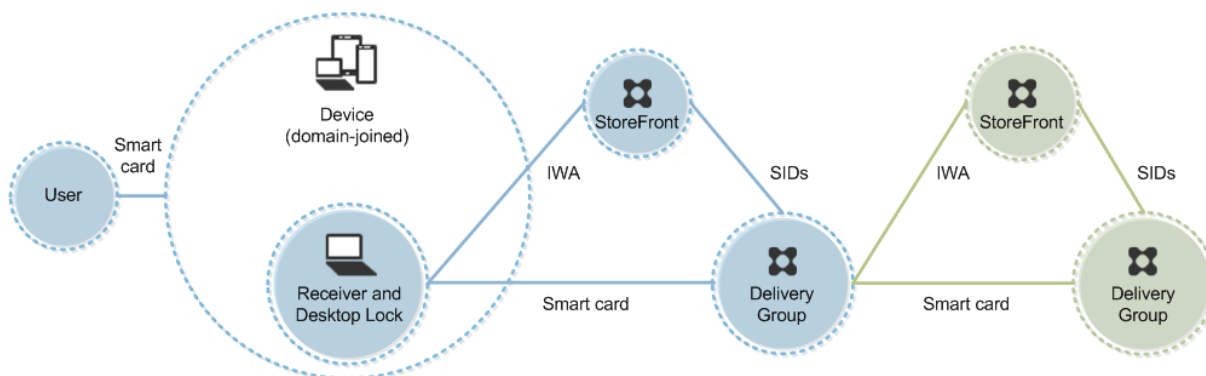 Device
(domain-joined)
StoreFront
StoreFront
Smart
card
IWA
SIDs
IWA
SIDs
User
Receiver and
Desktop Lock
Smart card
Delivery
Group
Smart card
Delivery
Group